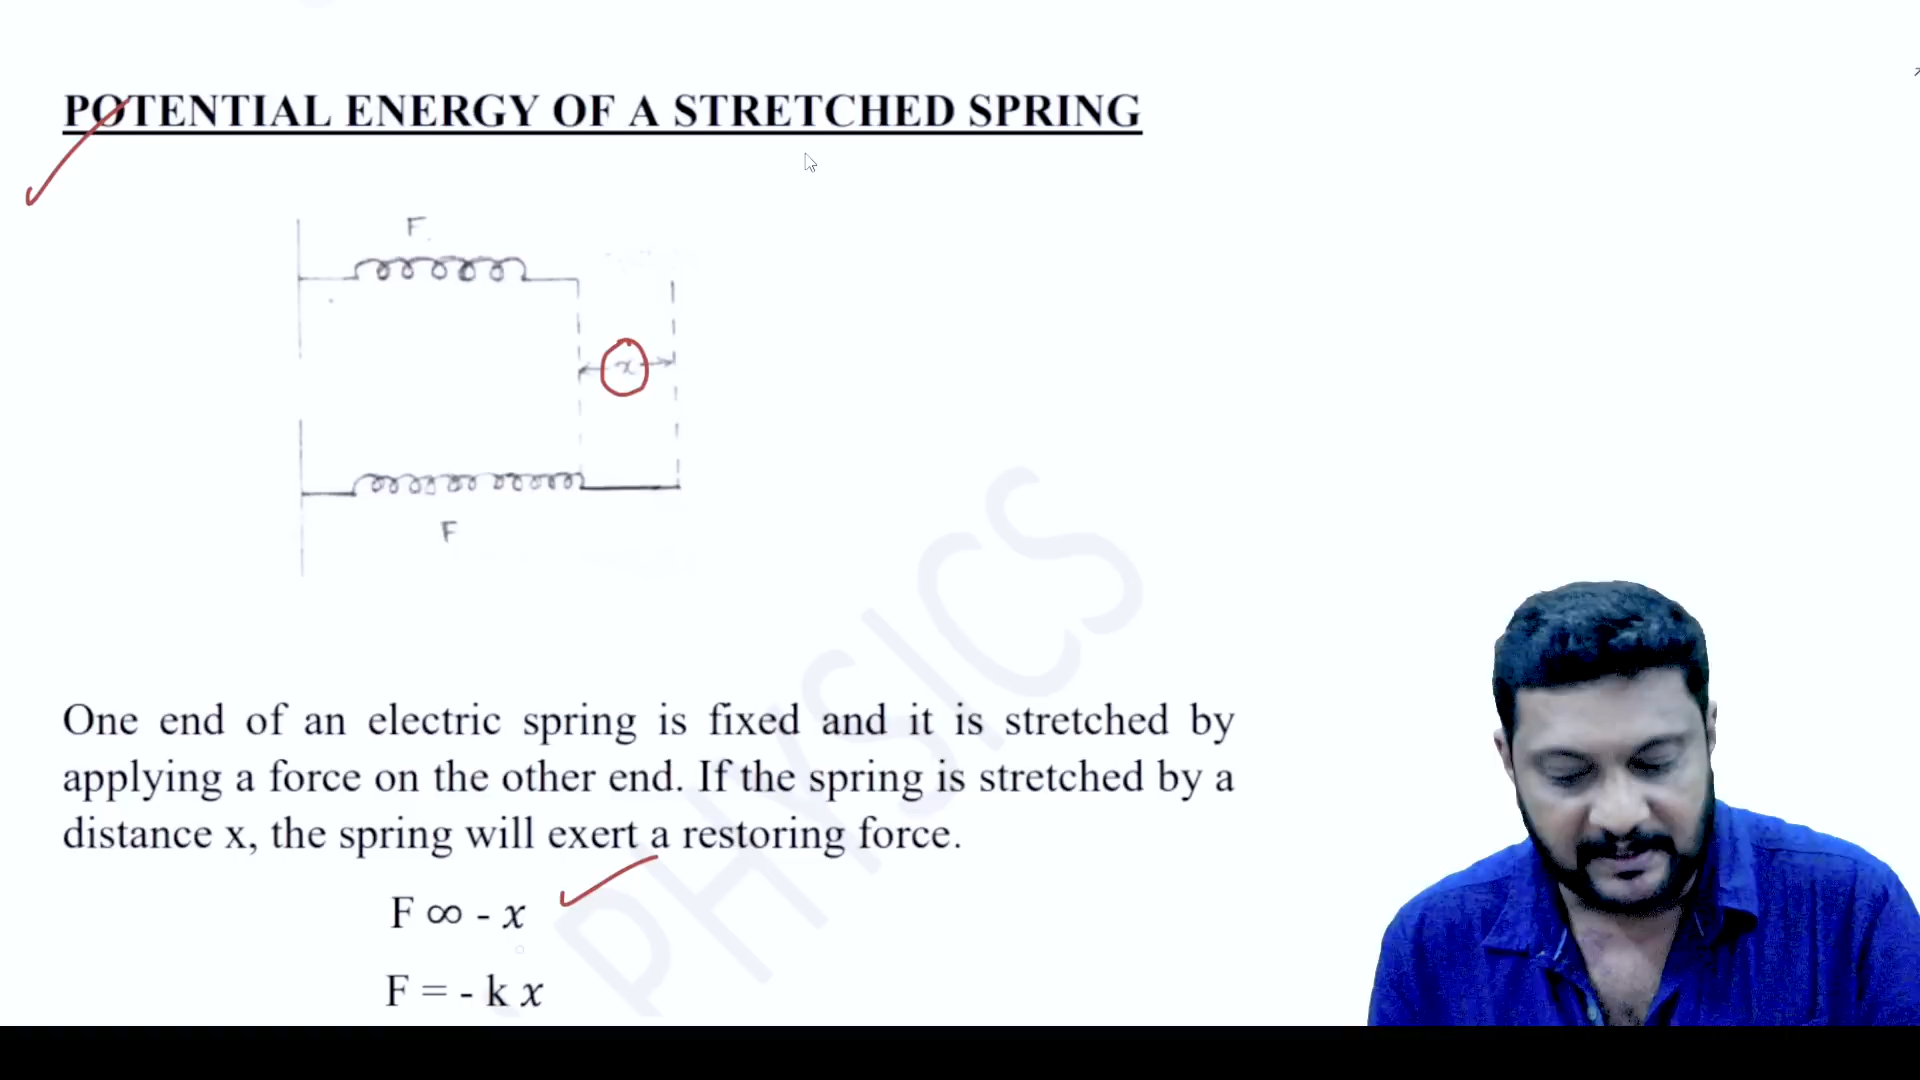 POTENTIAL ENERGY OF A STRETCHED SPRING
F
x
F
One end of an electric spring is fixed and it is stretched by
applying a force on the other end. If the spring is stretched by a
distance x, the spring will exert a restoring force.
F ∞ - x
F = - k x
PHYSICS